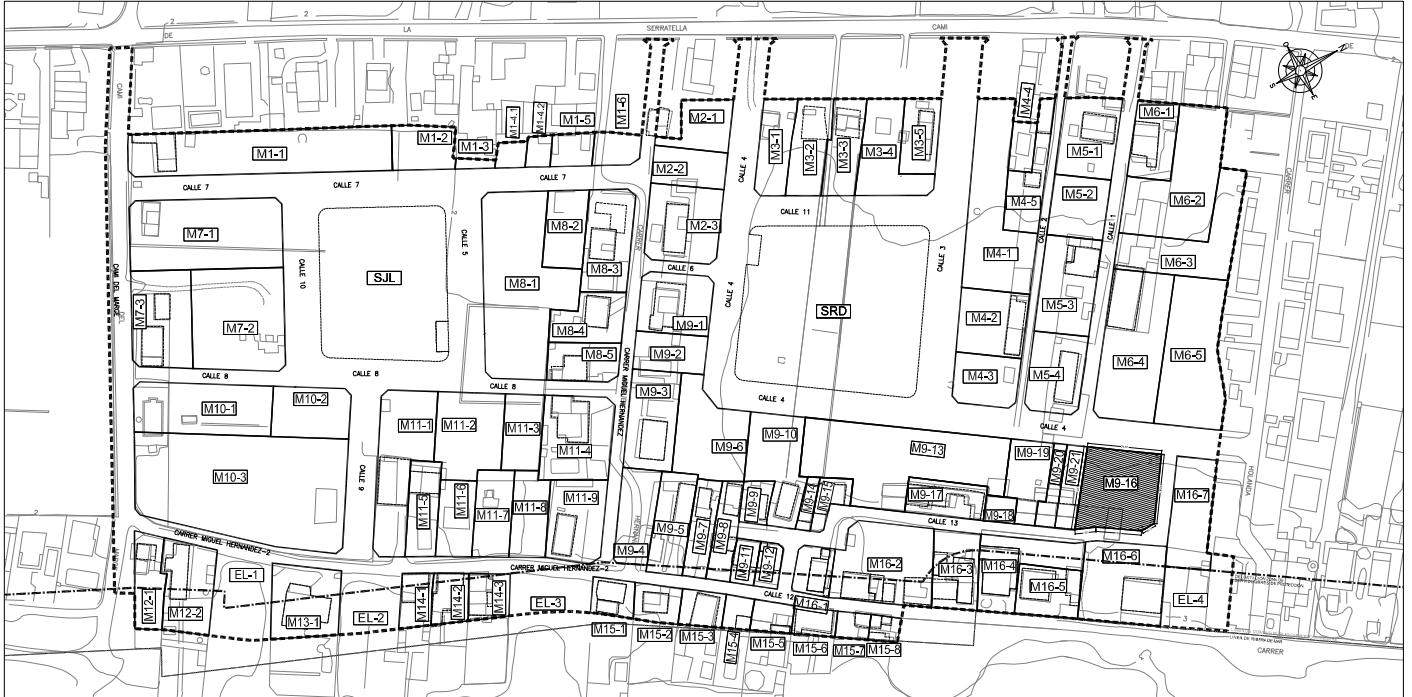 2
2
DE
LA
SERRATELLA
CAMI
DE
CAMI
M1-1
M1-2
M1-3
M1-4.1
M1-4.2
M1-5
M1-6
M2-1
M2-2
M2-3
CALLE 4
M3-1
M3-2
M3-3
M3-4
M3-5
M4-4
M4-5
M5-1
M5-2
M6-1
M6-2
CARRER
CALLE 7
CALLE 7
CALLE 7
CALLE 11
CALLE 2
CALLE 1
M7-1
CALLE 10
SJL
2
CALLE 5
M8-1
M8-2
M8-3
CARRER
CALLE 6
CALLE 4
SRD
CALLE 3
M4-1
M4-2
M4-3
M5-3
M5-4
M6-3
M6-4
M6-5
CAMI DEL MARGE
DEL
M7-3
M7-2
M8-4
M8-5
M9-1
M9-2
M9-3
CARRER MIGUEL HERNANDEZ
CALLE 8
CALLE 8
CALLE 8
CALLE 4
CALLE 4
M10-1
M10-2
M10-3
CALLE 9
M11-1
M11-2
M11-3
M11-4
M11-5
M11-6
M11-7
M11-8
M11-9
M9-6
M9-10
M9-13
M9-19
M9-20
M9-21
M9-16
M16-7
HOLANDA
M9-4
M9-5
M9-7
M9-8
M9-9
M9-14
M9-15
M9-17
M9-18
CALLE 13
M9-11
M9-12
2
CARRER MIGUEL HERNANDEZ-2
CARRER MIGUEL HERNANDEZ-2
CALLE 12
M16-1
M16-2
M16-3
M16-4
M16-5
M16-6
EL-4
M12-1
M12-2
EL-1
M13-1
EL-2
M14-1
M14-2
M14-3
EL-3
M15-1
M15-2
M15-3
M15-4
M15-5
M15-6
M15-7
M15-8
3
CARRER